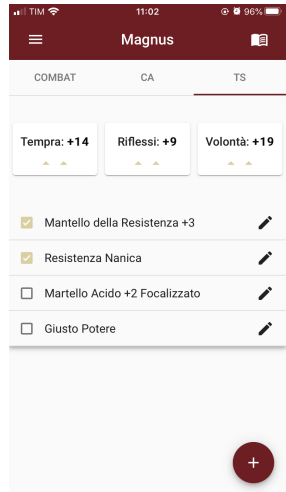 TIM 11:02 96%
Magnus
COMBAT CA TS
Tempra: +14 Riflessi: +9 Volontà: +19
Mantello della Resistenza +3
Resistenza Nanica
Martello Acido +2 Focalizzato
Giusto Potere
+